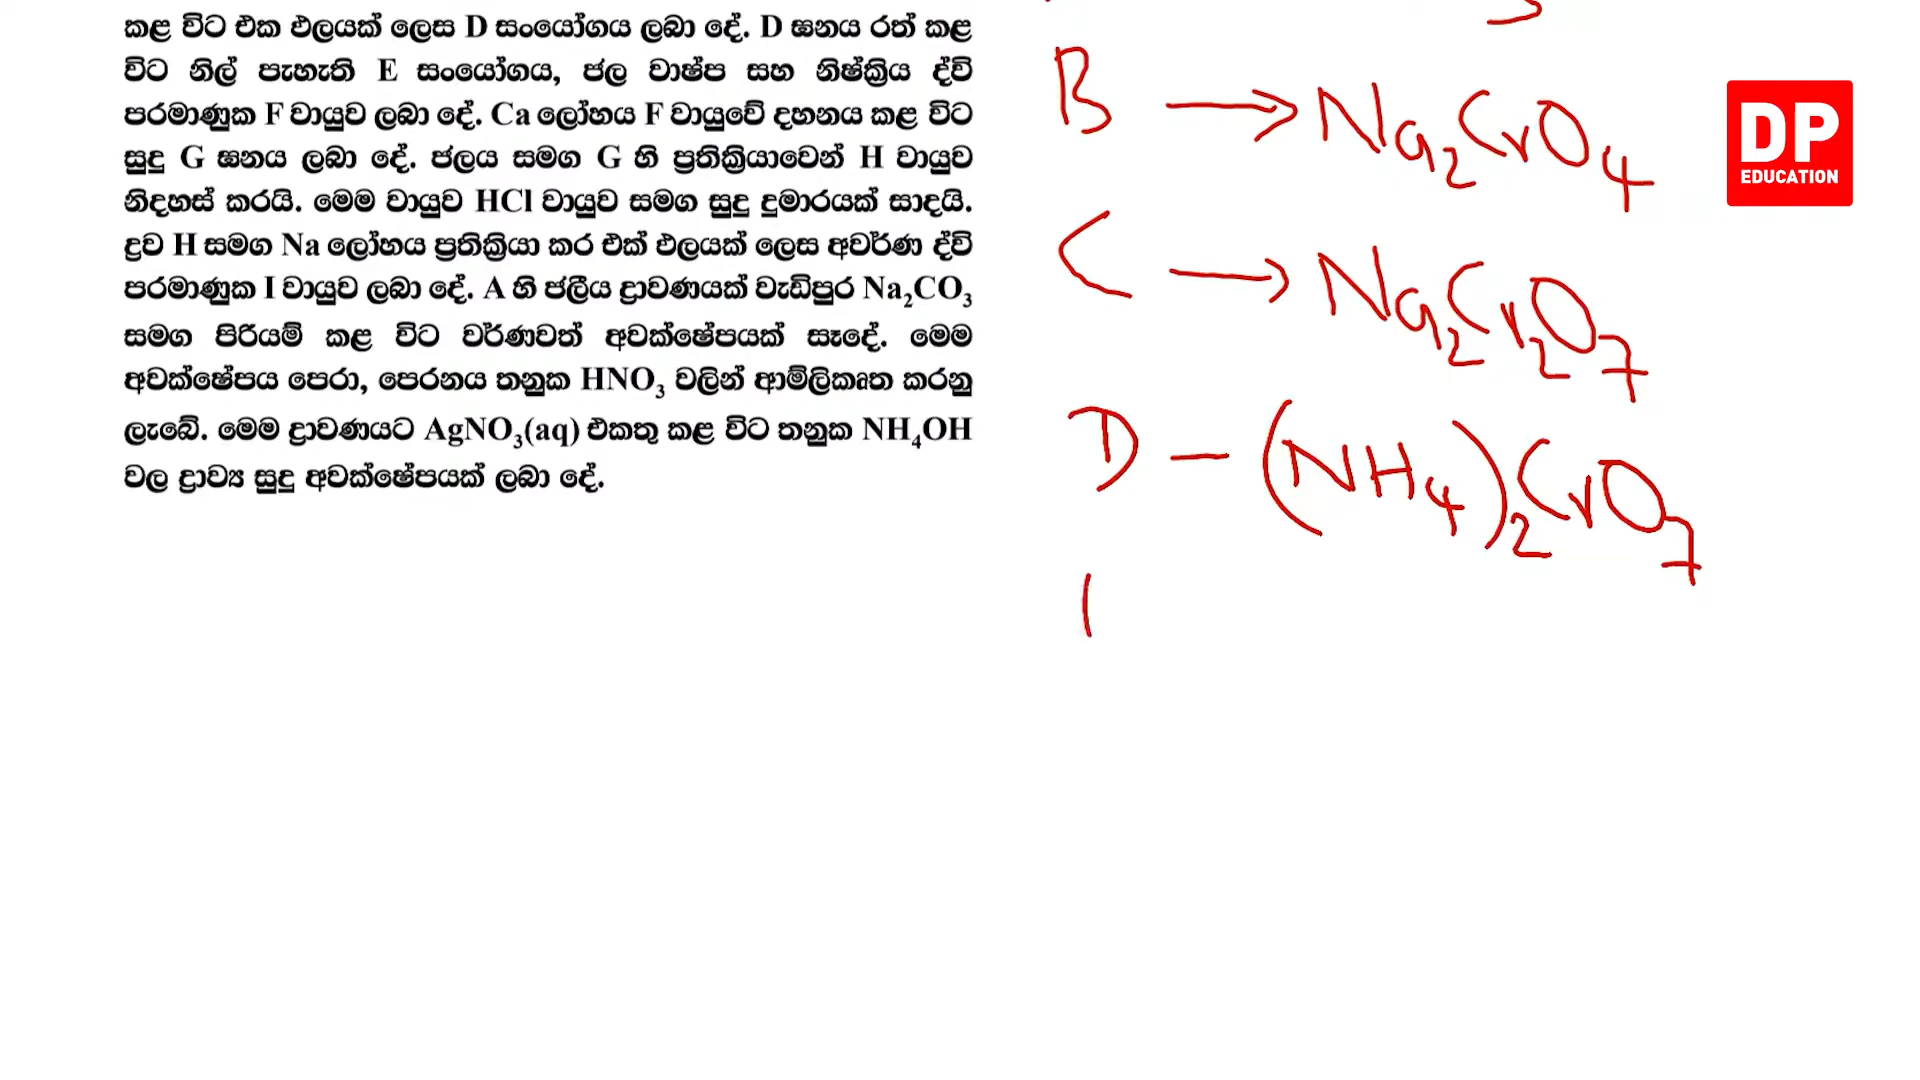 කළ විට එක ඵලයක් ලෙස D සංයෝගය ලබා දේ. D ඝනය රත් කළ
විට නිල් පැහැති E සංයෝගය, ජල වාෂ්ප සහ නිෂ්ක්‍රිය ද්වි
පරමාණුක F වායුව ලබා දේ. Ca ලෝහය F වායුවේ දහනය කළ විට
සුදු G ඝනය ලබා දේ. ජලය සමග G හි ප්‍රතික්‍රියාවෙන් H වායුව
නිදහස් කරයි. මෙම වායුව HCl වායුව සමග සුදු දුමාරයක් සාදයි.
ද්‍රව H සමග Na ලෝහය ප්‍රතික්‍රියා කර එක් ඵලයක් ලෙස අවර්ණ ද්වි
පරමාණුක I වායුව ලබා දේ. A හි ජලීය ද්‍රාවණයක් වැඩිපුර Na₂CO₃
සමග පිරියම් කළ විට වර්ණවත් අවක්ෂේපයක් සෑදේ. මෙම
අවක්ෂේපය පෙරා, පෙරනය තනුක HNO₃ වලින් ආම්ලිකෘත කරනු
ලැබේ. මෙම ද්‍රාවණයට AgNO₃(aq) එකතු කළ විට තනුක NH₄OH
වල ද්‍රාව්‍ය සුදු අවක්ෂේපයක් ලබා දේ.
B → Na₂CrO₄
C → Na₂Cr₂O₇
D – (NH₄)₂CrO₇
DP
EDUCATION